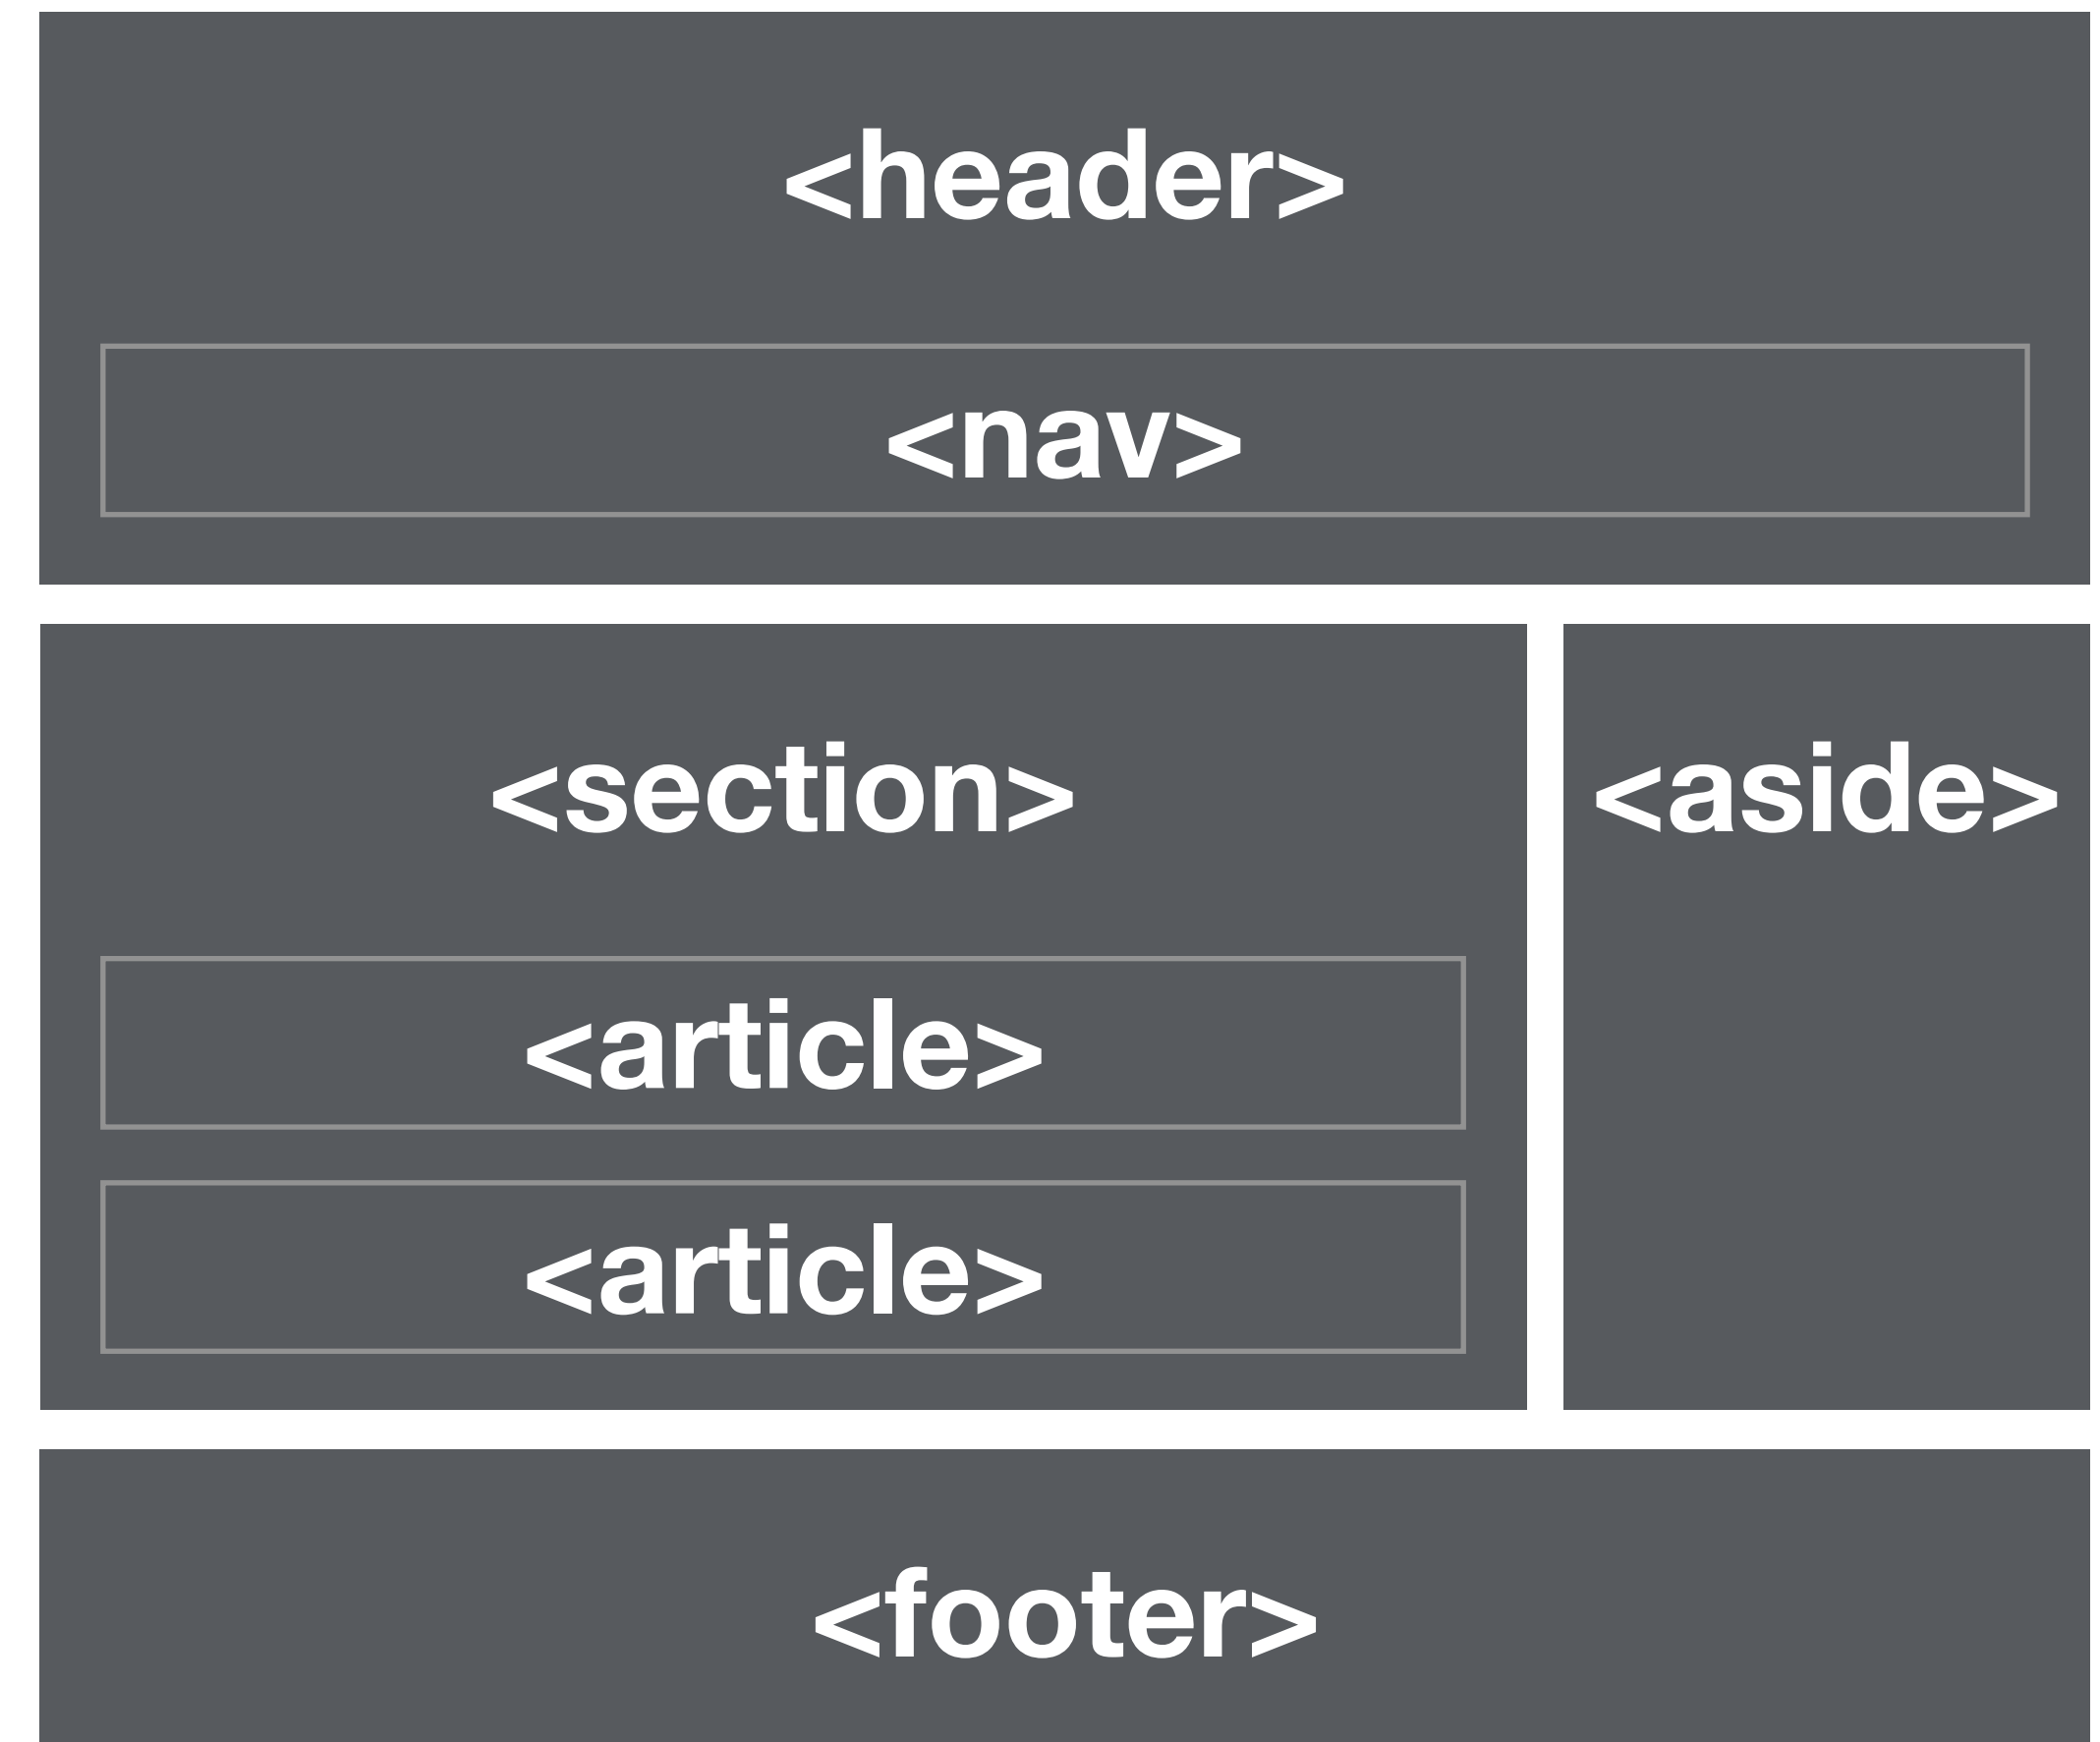 <header>
<nav>
<section>
<aside>
<article>
<article>
<footer>